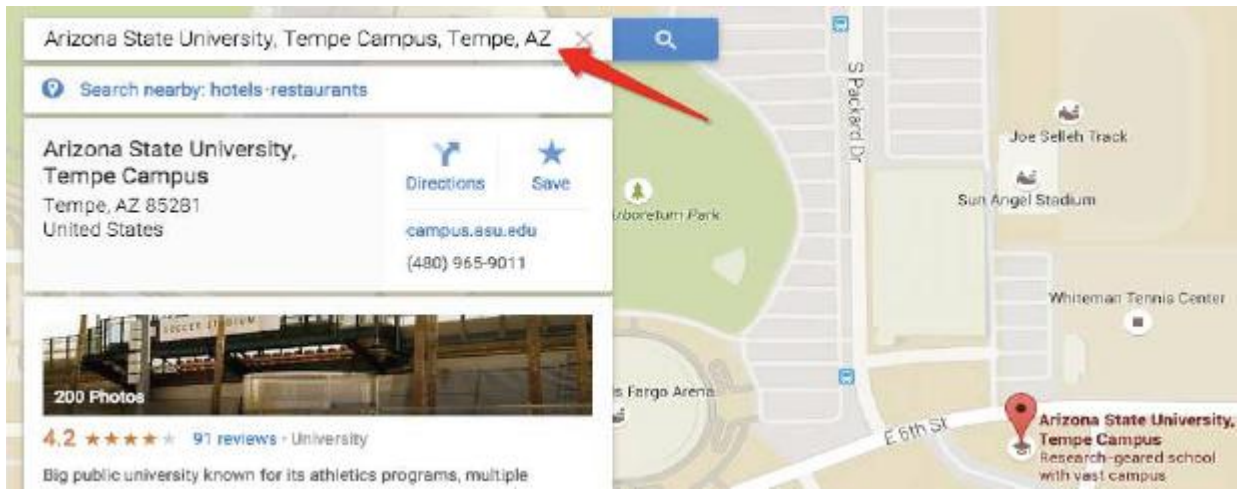 Arizona State University, Tempe Campus, Tempe, AZ
Search nearby: hotels·restaurants
Arizona State University,
Tempe Campus
Tempe, AZ 85281
United States
Directions
Save
campus.asu.edu
(480) 965-9011
SOCCER STADIUM
200 Photos
4.2
91 reviews · University
Big public university known for its athletics programs, multiple
S Packard Dr
Joe Selleh Track
Sun Angel Stadium
rboretum Park
Whiteman Tennis Center
s Fargo Arena
E 6th St
Arizona State University,
Tempe Campus
Research-geared school
with vast campus